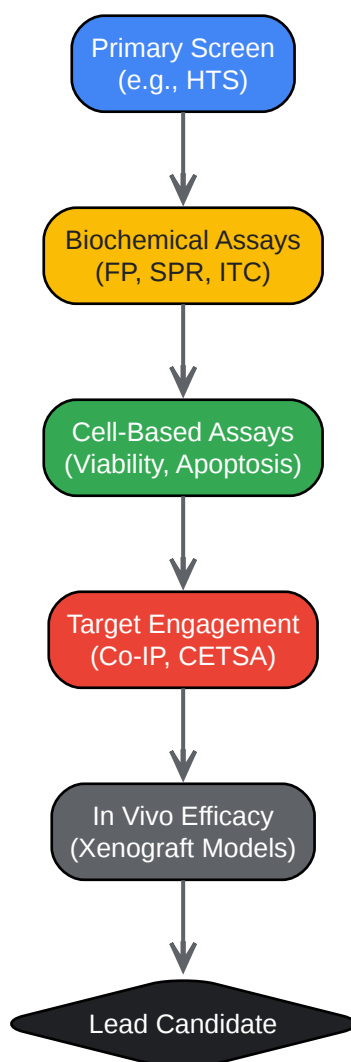 Primary Screen
(e.g., HTS)
Biochemical Assays
(FP, SPR, ITC)
Cell-Based Assays
(Viability, Apoptosis)
Target Engagement
(Co-IP, CETSA)
In Vivo Efficacy
(Xenograft Models)
Lead Candidate